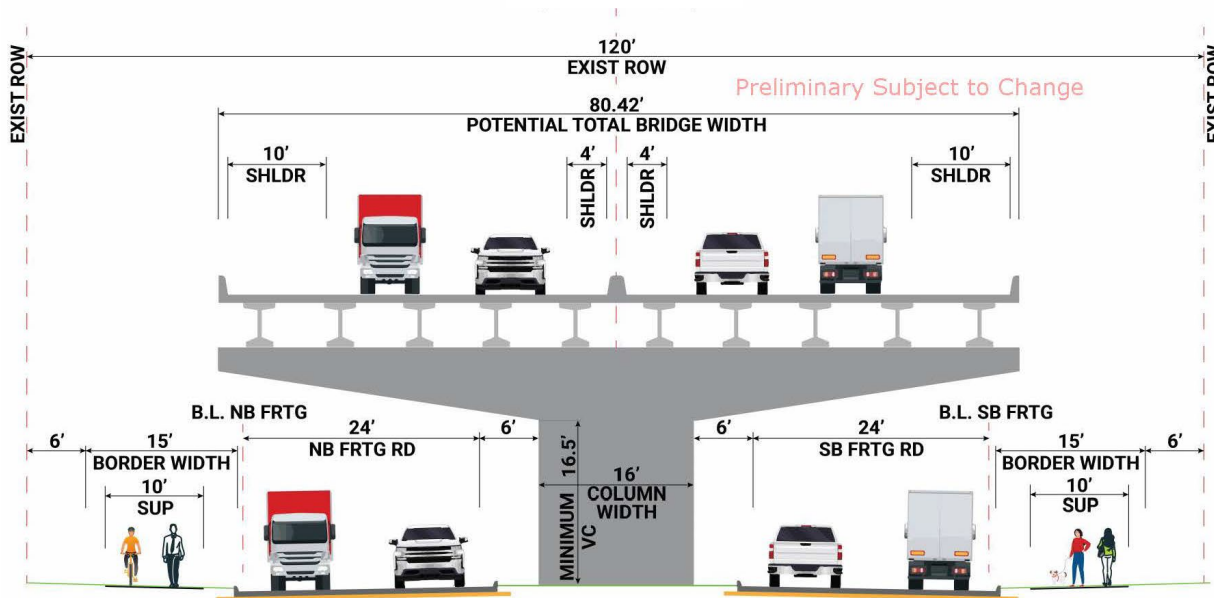 120’
EXIST ROW
EXIST ROW
EXIST ROW
Preliminary Subject to Change
80.42’
POTENTIAL TOTAL BRIDGE WIDTH
10’
SHLDR
4’
SHLDR
4’
SHLDR
10’
SHLDR
B.L. NB FRTG
B.L. SB FRTG
6’
15’
BORDER WIDTH
10’
SUP
24’
NB FRTG RD
6’
MINIMUM 16.5’
VC
16’
COLUMN
WIDTH
6’
24’
SB FRTG RD
15’
BORDER WIDTH
10’
SUP
6’